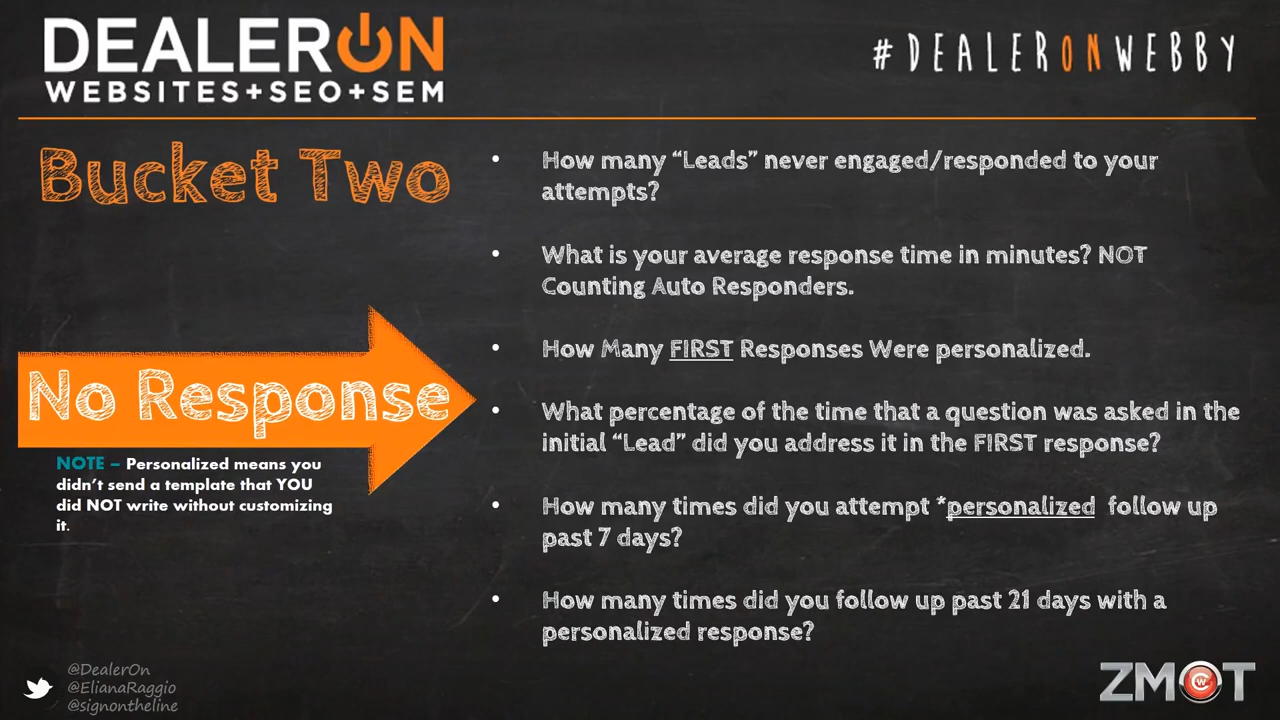 DEALERON
WEBSITES+SEO+SEM
#DEALERONWEBBY
Bucket Two
No Response
NOTE – Personalized means you
didn't send a template that YOU
did NOT write without customizing
it.
• How many “Leads” never engaged/responded to your
attempts?
• What is your average response time in minutes? NOT
Counting Auto Responders.
• How Many FIRST Responses Were personalized.
• What percentage of the time that a question was asked in the
initial “Lead” did you address it in the FIRST response?
• How many times did you attempt *personalized follow up
past 7 days?
• How many times did you follow up past 21 days with a
personalized response?
@DealerOn
@ElianaRaggio
@signontheline
ZMOT